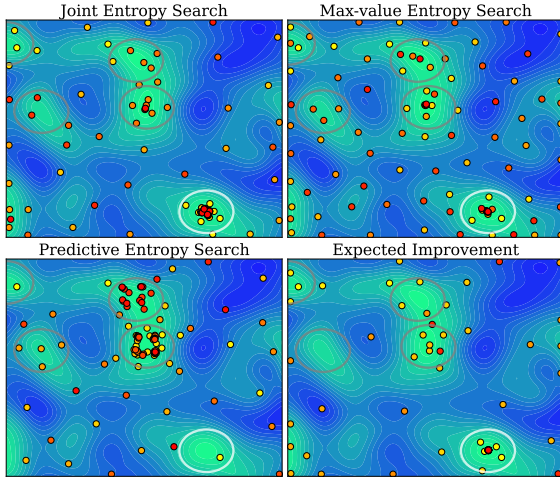 Joint Entropy Search
Max-value Entropy Search
Predictive Entropy Search
Expected Improvement